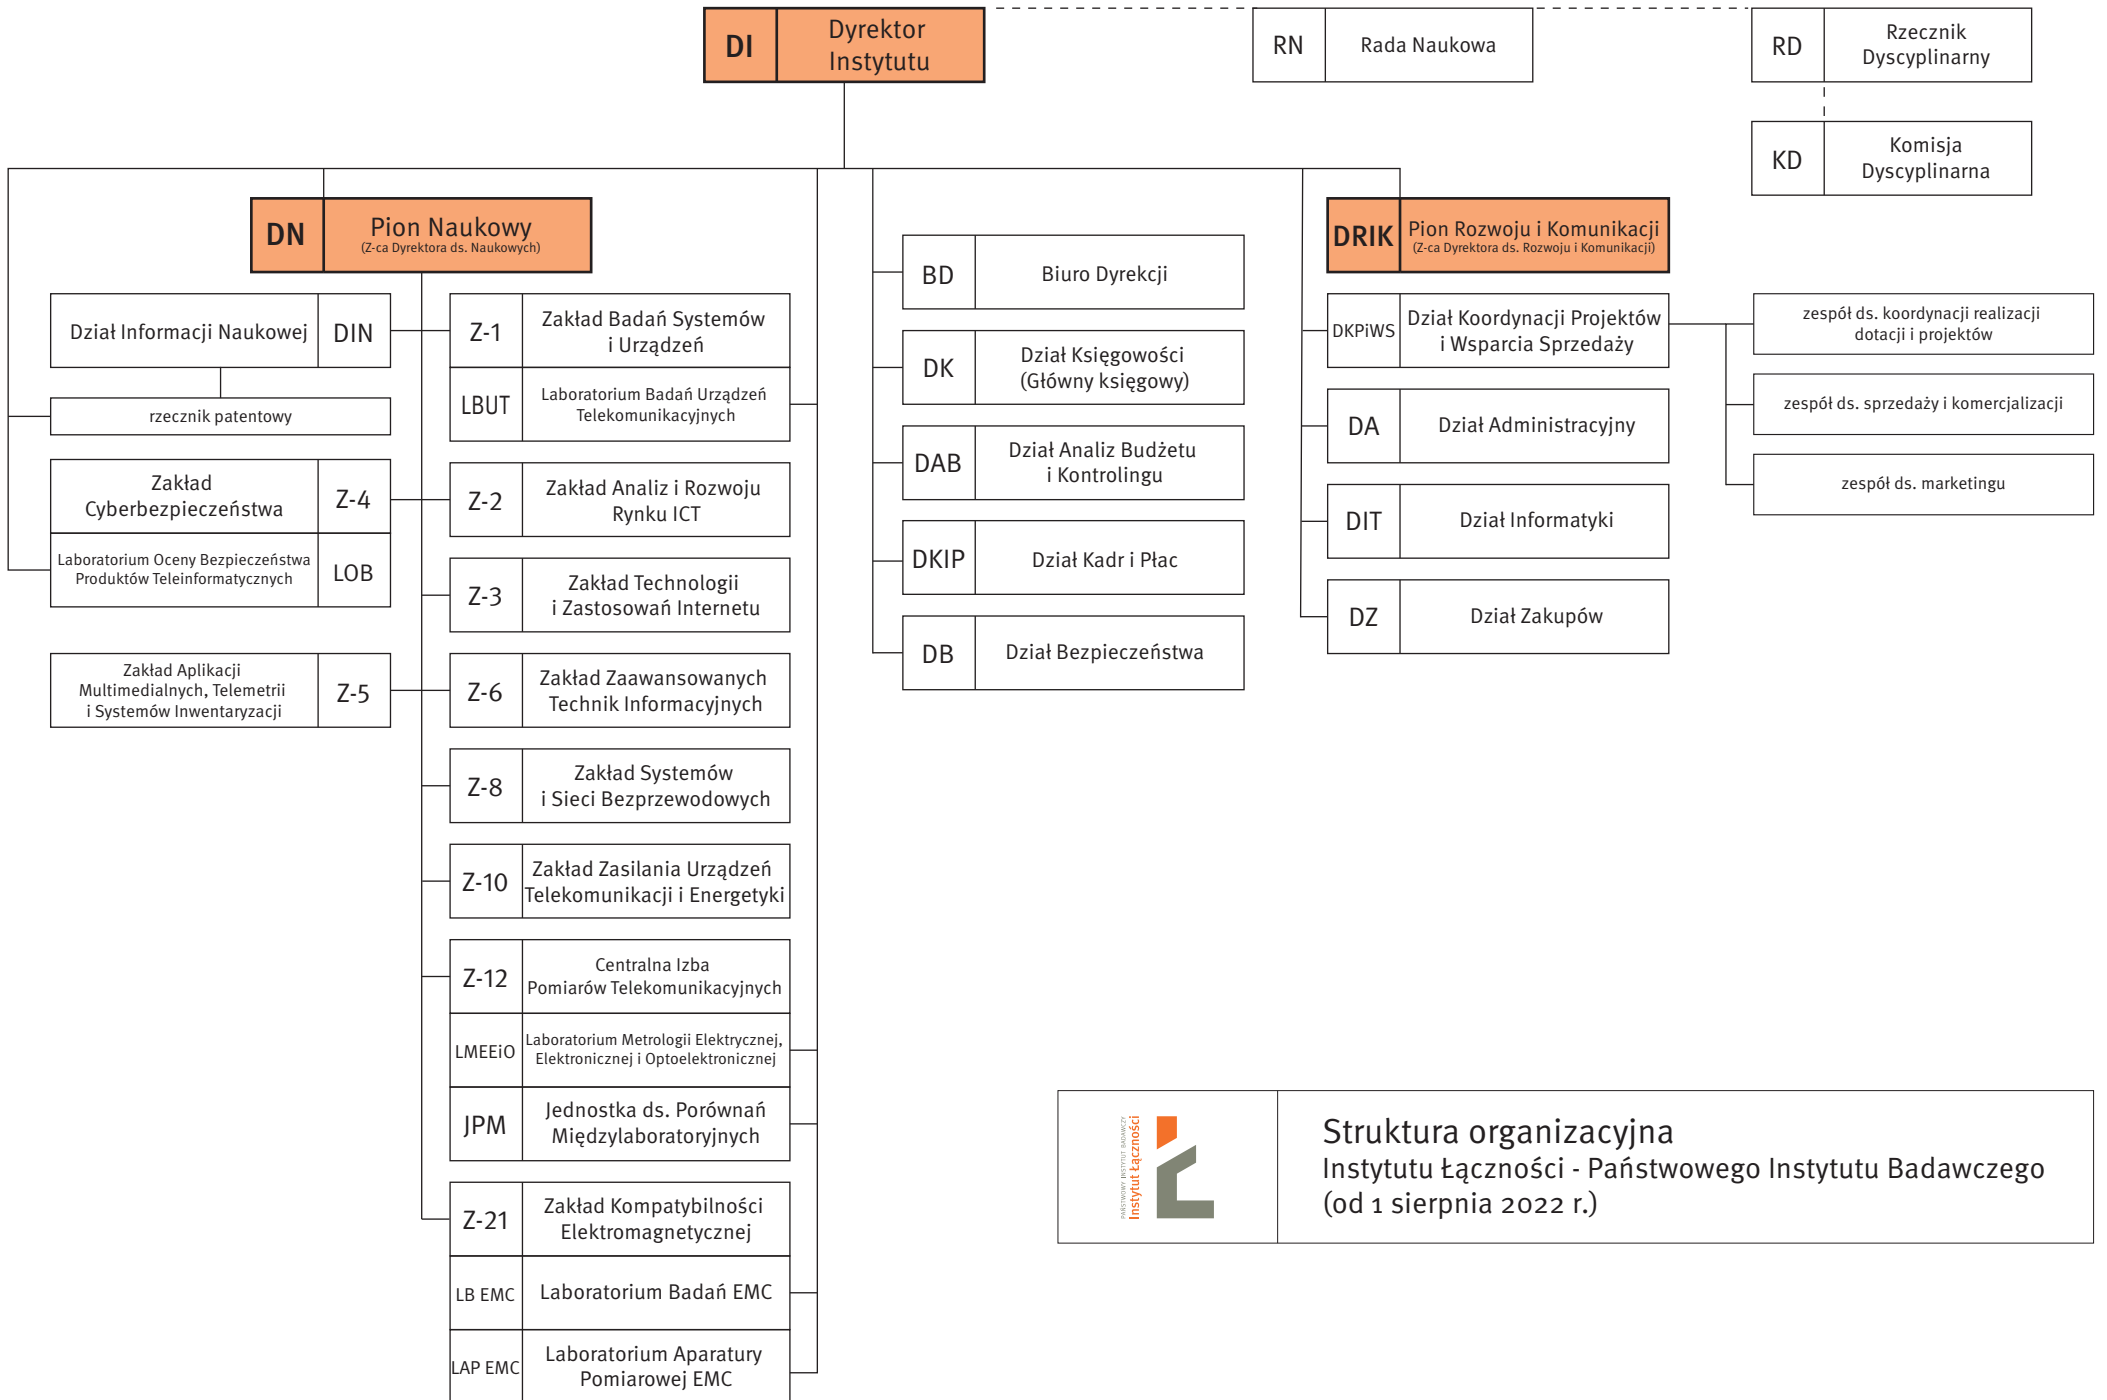 DI
Dyrektor
Instytutu
RN
Rada Naukowa
RD
Rzecznik
Dyscyplinarny
KD
Komisja
Dyscyplinarna
DN
Pion Naukowy
(Z-ca Dyrektora ds. Naukowych)
DRIK
Pion Rozwoju i Komunikacji
(Z-ca Dyrektora ds. Rozwoju i Komunikacji)
Dział Informacji Naukowej
DIN
rzecznik patentowy
Zakład
Cyberbezpieczeństwa
Z-4
Laboratorium Oceny Bezpieczeństwa
Produktów Teleinformatycznych
LOB
Zakład Aplikacji
Multimedialnych, Telemetrii
i Systemów Inwentaryzacji
Z-5
Z-1
Zakład Badań Systemów
i Urządzeń
LBUT
Laboratorium Badań Urządzeń
Telekomunikacyjnych
Z-2
Zakład Analiz i Rozwoju
Rynku ICT
Z-3
Zakład Technologii
i Zastosowań Internetu
Z-6
Zakład Zaawansowanych
Technik Informacyjnych
Z-8
Zakład Systemów
i Sieci Bezprzewodowych
Z-10
Zakład Zasilania Urządzeń
Telekomunikacji i Energetyki
Z-12
Centralna Izba
Pomiarów Telekomunikacyjnych
LMEEiO
Laboratorium Metrologii Elektrycznej,
Elektronicznej i Optoelektronicznej
JPM
Jednostka ds. Porównań
Międzylaboratoryjnych
Z-21
Zakład Kompatybilności
Elektromagnetycznej
LB EMC
Laboratorium Badań EMC
LAP EMC
Laboratorium Aparatury
Pomiarowej EMC
BD
Biuro Dyrekcji
DK
Dział Księgowości
(Główny księgowy)
DAB
Dział Analiz Budżetu
i Kontrolingu
DKIP
Dział Kadr i Płac
DB
Dział Bezpieczeństwa
DKPiWS
Dział Koordynacji Projektów
i Wsparcia Sprzedaży
DA
Dział Administracyjny
DIT
Dział Informatyki
DZ
Dział Zakupów
zespół ds. koordynacji realizacji
dotacji i projektów
zespół ds. sprzedaży i komercjalizacji
zespół ds. marketingu
PAŃSTWOWY INSTYTUT BADAWCZY
Instytut Łączności
Struktura organizacyjna
Instytutu Łączności - Państwowego Instytutu Badawczego
(od 1 sierpnia 2022 r.)